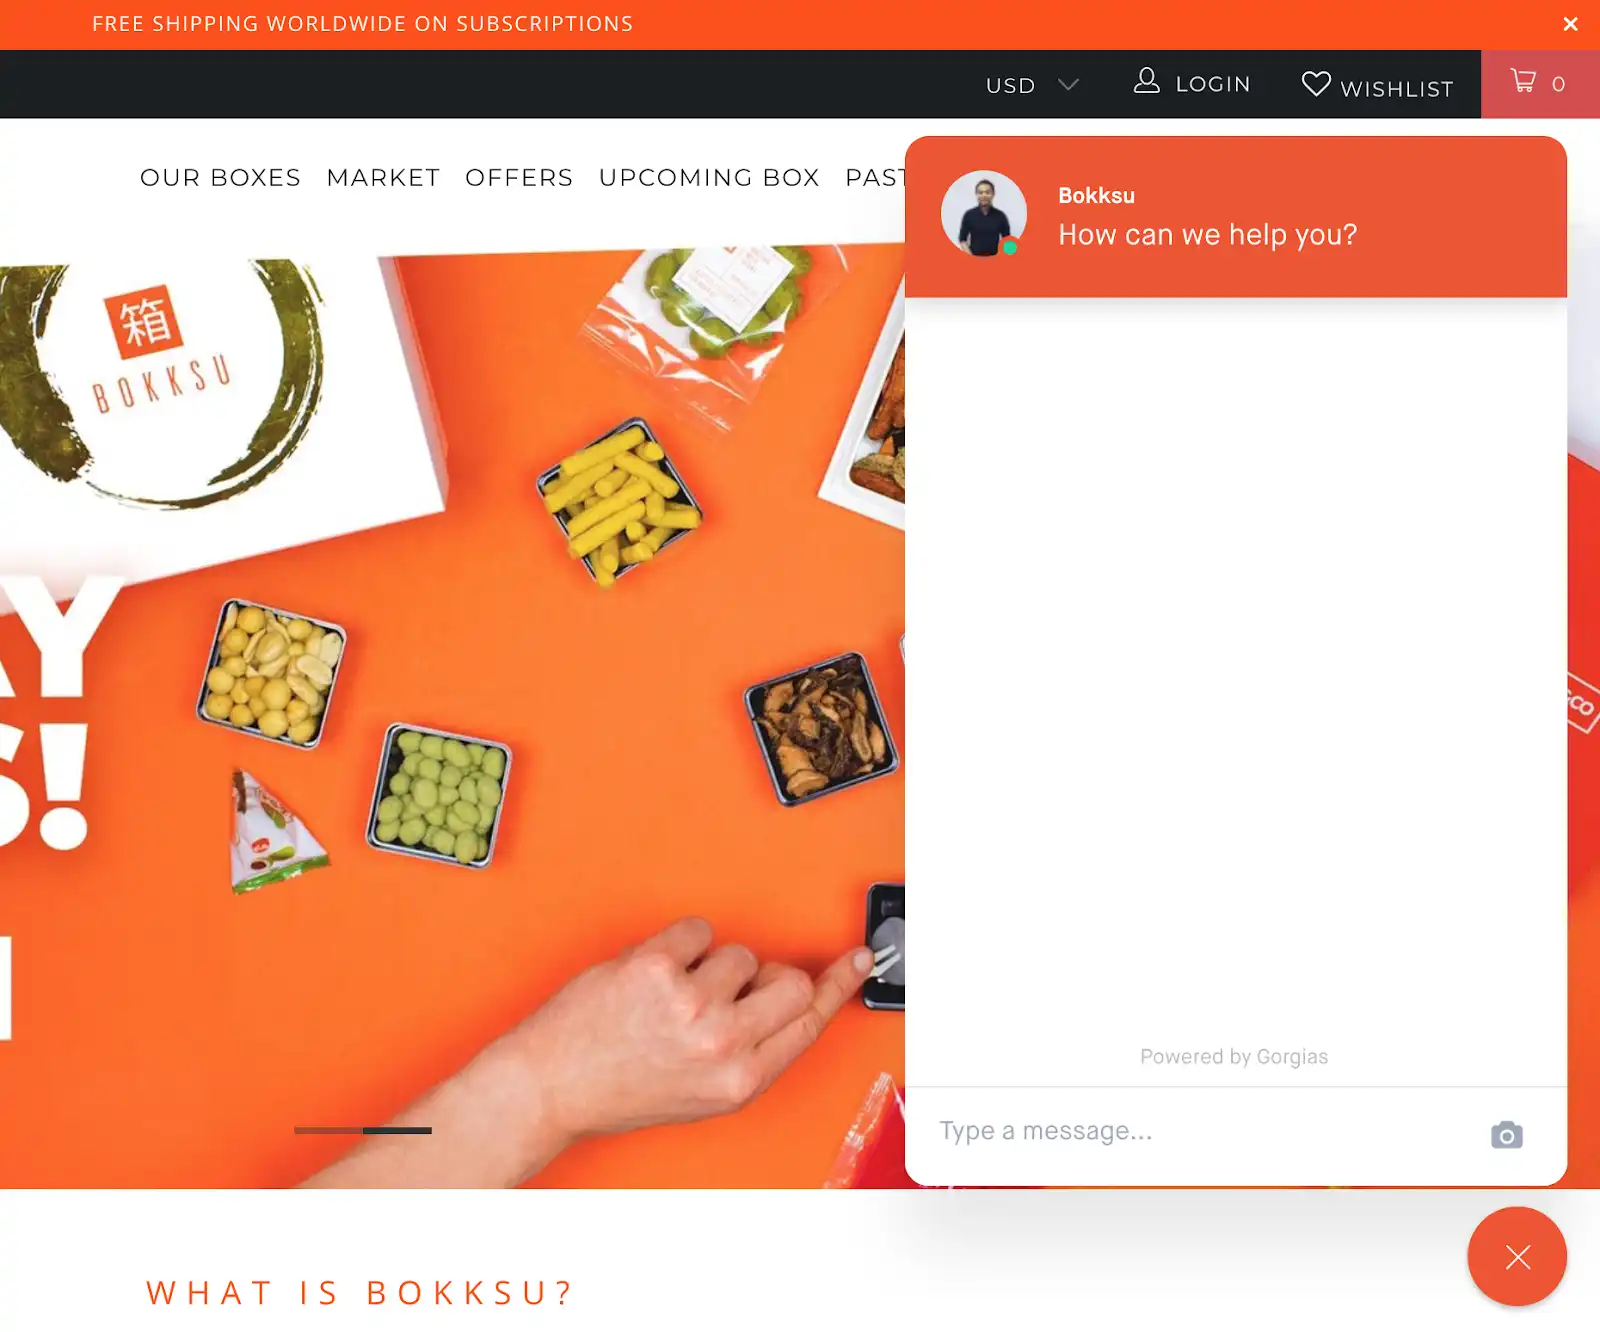 FREE SHIPPING WORLDWIDE ON SUBSCRIPTIONS
USD LOGIN WISHLIST 0
OUR BOXES MARKET OFFERS UPCOMING BOX PAST
Bokksu
How can we help you?
箱
BOKKSU
AY
S!
Powered by Gorgias
Type a message...
WHAT IS BOKKSU?